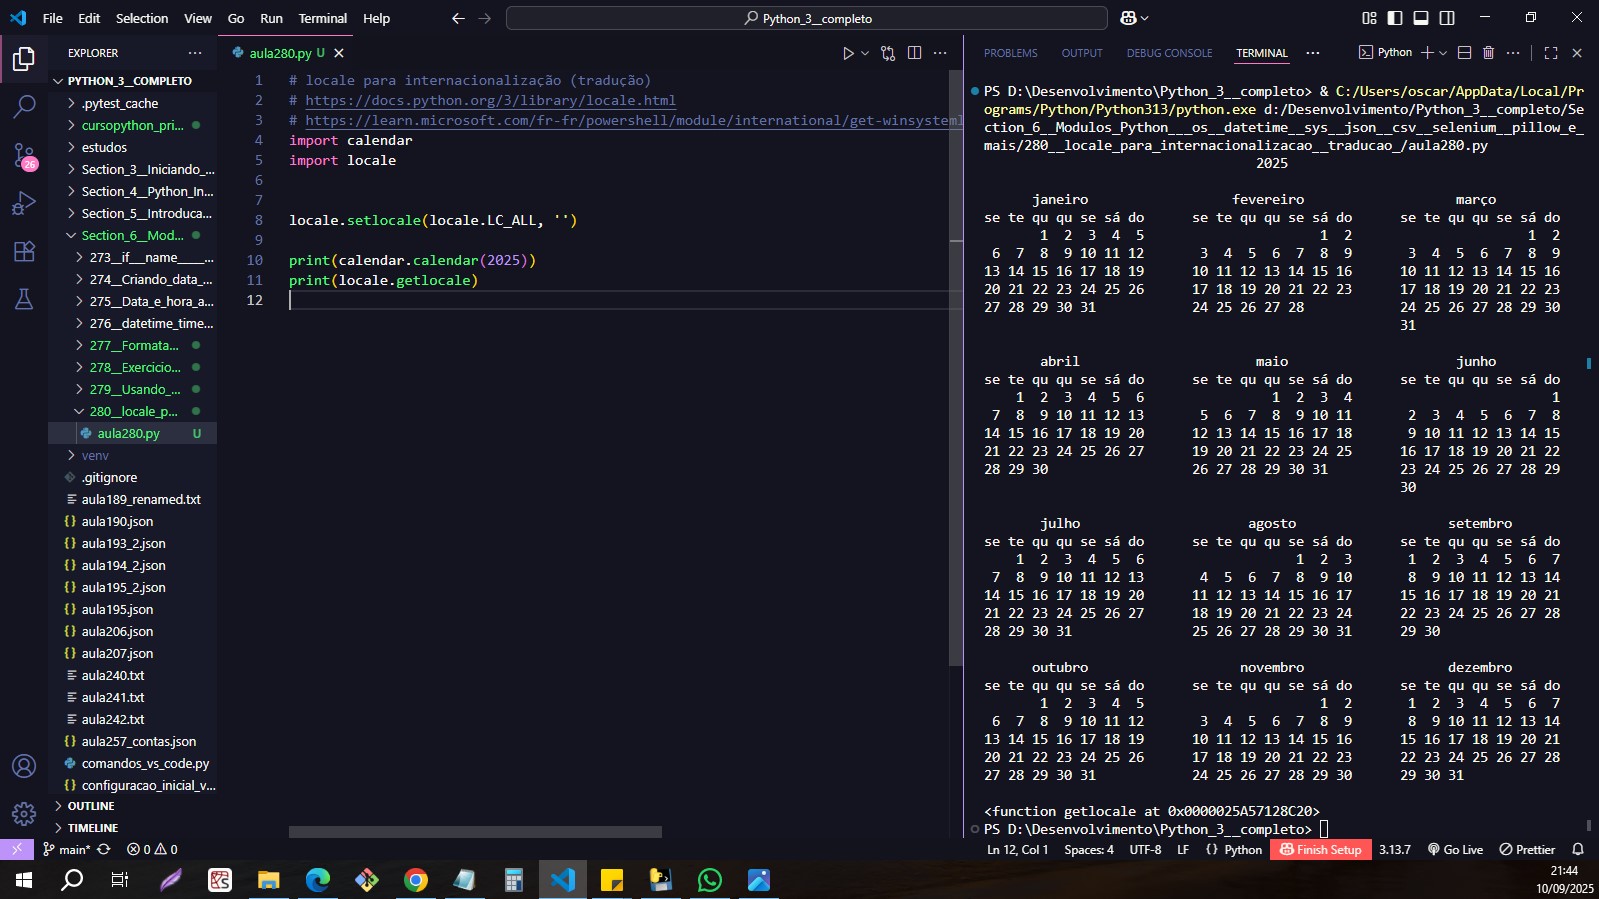 File Edit Selection View Go Run Terminal Help
Python_3__completo
EXPLORER
PYTHON_3__COMPLETO
.pytest_cache
cursopython_pri...
estudos
Section_3__Iniciando_...
Section_4__Python_In...
Section_5__Introduca...
Section_6__Mod...
273__if__name____...
274__Criando_data_...
275__Data_e_hora_a...
276__datetime_time...
277__Formata...
278__Exercicio...
279__Usando_...
280__locale_p...
aula280.py U
venv
.gitignore
aula189_renamed.txt
aula190.json
aula193_2.json
aula194_2.json
aula195_2.json
aula195.json
aula206.json
aula207.json
aula240.txt
aula241.txt
aula242.txt
aula257_contas.json
comandos_vs_code.py
configuracao_inicial_v...
OUTLINE
TIMELINE
26
aula280.py U
1 # locale para internacionalização (tradução)
2 # https://docs.python.org/3/library/locale.html
3 # https://learn.microsoft.com/fr-fr/powershell/module/international/get-winsysteml
4 import calendar
5 import locale
6
7
8 locale.setlocale(locale.LC_ALL, '')
9
10 print(calendar.calendar(2025))
11 print(locale.getlocale)
12
PROBLEMS OUTPUT DEBUG CONSOLE TERMINAL
Python
PS D:\Desenvolvimento\Python_3__completo> & C:/Users/oscar/AppData/Local/Pr
ograms/Python/Python313/python.exe d:/Desenvolvimento/Python_3__completo/Se
ction_6__Modulos_Python___os__datetime__sys__json__csv__selenium__pillow_e_
mais/280__locale_para_internacionalizacao__traducao_/aula280.py
2025
janeiro fevereiro março
se te qu qu se sá do se te qu qu se sá do se te qu qu se sá do
1 2 3 4 5 1 2 1 2
6 7 8 9 10 11 12 3 4 5 6 7 8 9 3 4 5 6 7 8 9
13 14 15 16 17 18 19 10 11 12 13 14 15 16 10 11 12 13 14 15 16
20 21 22 23 24 25 26 17 18 19 20 21 22 23 17 18 19 20 21 22 23
27 28 29 30 31 24 25 26 27 28 24 25 26 27 28 29 30
31
abril maio junho
se te qu qu se sá do se te qu qu se sá do se te qu qu se sá do
1 2 3 4 5 6 1 2 3 4 1
7 8 9 10 11 12 13 5 6 7 8 9 10 11 2 3 4 5 6 7 8
14 15 16 17 18 19 20 12 13 14 15 16 17 18 9 10 11 12 13 14 15
21 22 23 24 25 26 27 19 20 21 22 23 24 25 16 17 18 19 20 21 22
28 29 30 26 27 28 29 30 31 23 24 25 26 27 28 29
30
julho agosto setembro
se te qu qu se sá do se te qu qu se sá do se te qu qu se sá do
1 2 3 4 5 6 1 2 3 1 2 3 4 5 6 7
7 8 9 10 11 12 13 4 5 6 7 8 9 10 8 9 10 11 12 13 14
14 15 16 17 18 19 20 11 12 13 14 15 16 17 15 16 17 18 19 20 21
21 22 23 24 25 26 27 18 19 20 21 22 23 24 22 23 24 25 26 27 28
28 29 30 31 25 26 27 28 29 30 31 29 30
outubro novembro dezembro
se te qu qu se sá do se te qu qu se sá do se te qu qu se sá do
1 2 3 4 5 1 2 1 2 3 4 5 6 7
6 7 8 9 10 11 12 3 4 5 6 7 8 9 8 9 10 11 12 13 14
13 14 15 16 17 18 19 10 11 12 13 14 15 16 15 16 17 18 19 20 21
20 21 22 23 24 25 26 17 18 19 20 21 22 23 22 23 24 25 26 27 28
27 28 29 30 31 24 25 26 27 28 29 30 29 30 31
<function getlocale at 0x0000025A57128C20>
PS D:\Desenvolvimento\Python_3__completo>
main* 0 0 Ln 12, Col 1 Spaces: 4 UTF-8 LF Python Finish Setup 3.13.7 Go Live Prettier
21:44
10/09/2025